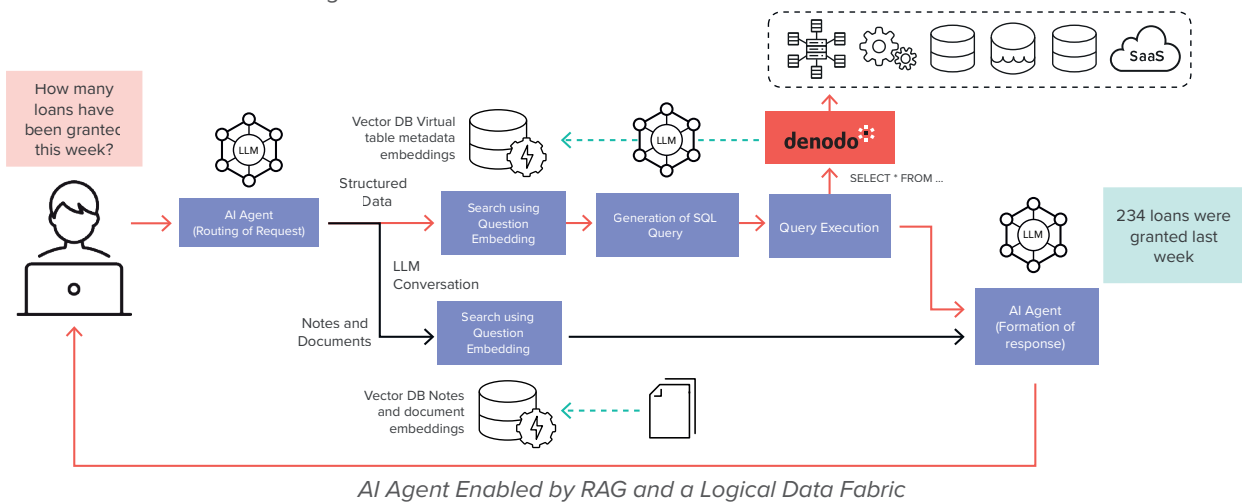 How many
loans have
been granted
this week?
LLM
AI Agent
(Routing of Request)
Structured
Data
LLM
Conversation
Notes and
Documents
Vector DB Virtual
table metadata
embeddings
Search using
Question
Embedding
LLM
Generation of SQL
Query
denodo
SELECT * FROM ...
Query Execution
SaaS
Search using
Question
Embedding
Vector DB Notes
and document
embeddings
LLM
AI Agent
(Formation of
response)
234 loans were
granted last
week
AI Agent Enabled by RAG and a Logical Data Fabric